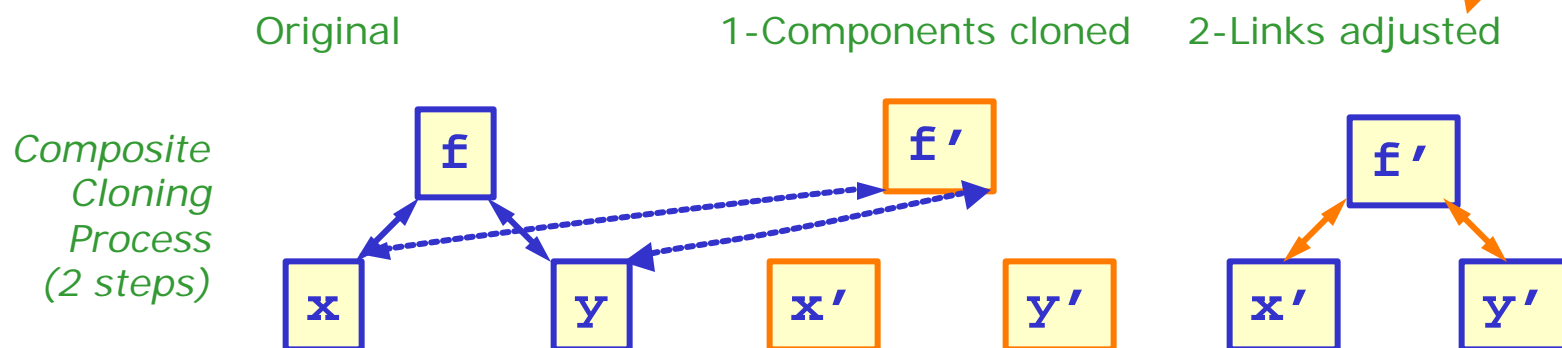 Original
1-Components cloned
2-Links adjusted
Composite
Cloning
Process
(2 steps)
f
f′
f′
x
y
x′
y′
x′
y′